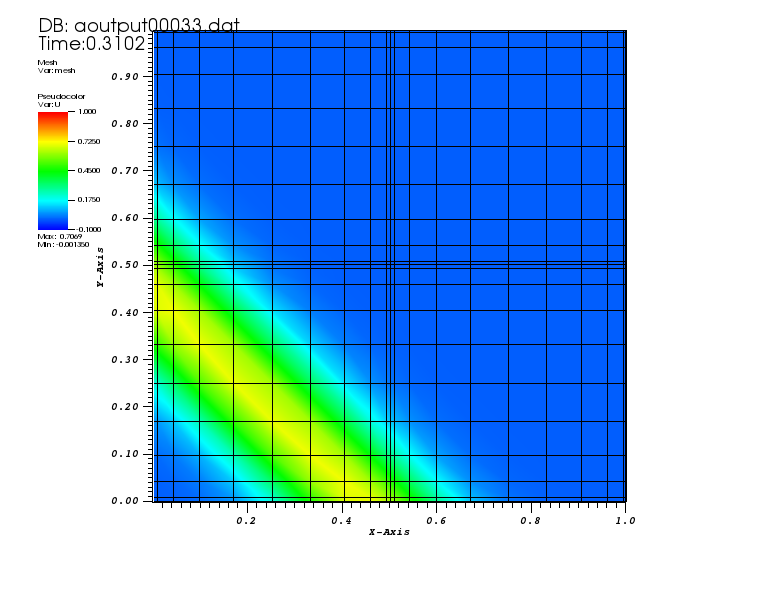 DB: aoutput00033.dat
Time:0.3102
Mesh
Var: mesh
Pseudocolor
Var: U
1.000
0.7250
0.4500
0.1750
-0.1000
Max: 0.7069
Min: -0.001350
Y-Axis
0.90
0.80
0.70
0.60
0.50
0.40
0.30
0.20
0.10
0.00
0.2
0.4
0.6
0.8
1.0
X-Axis